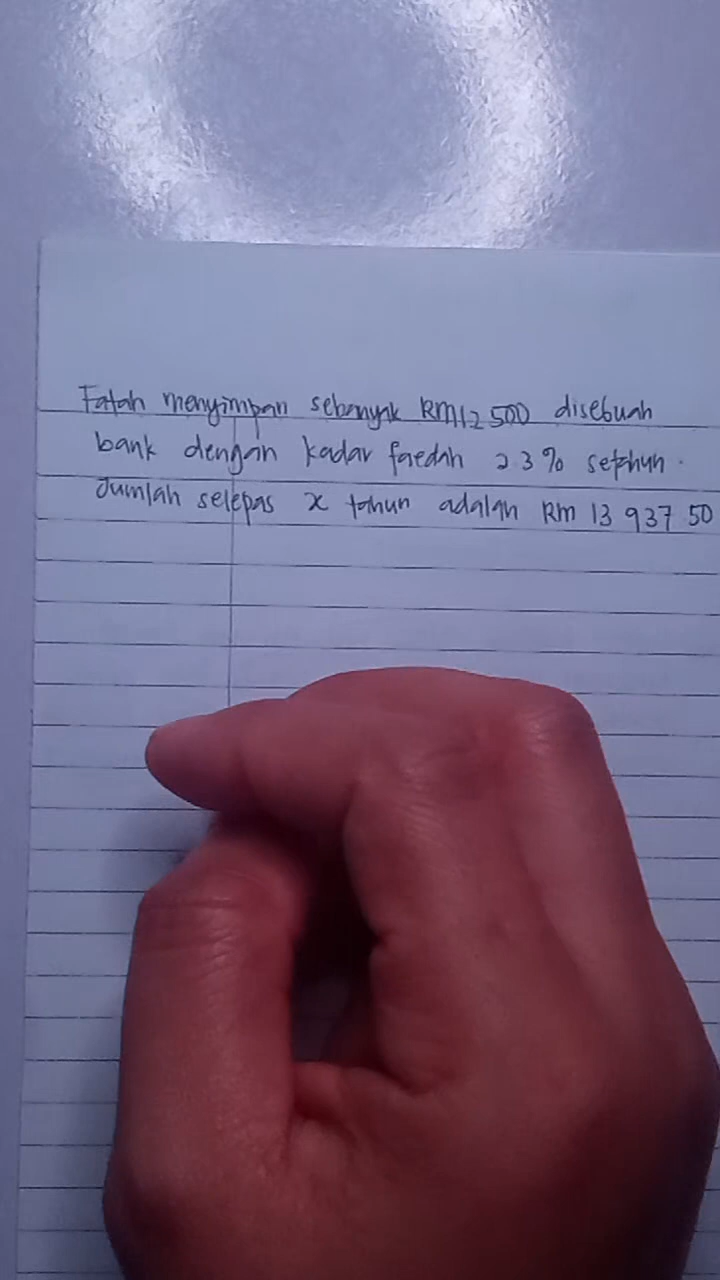 Fatah menyimpan sebanyak RM12 500 disebuah
bank dengan kadar faedah 2 3 % setahun.
Jumlah selepas x tahun adalah RM 13 937 50